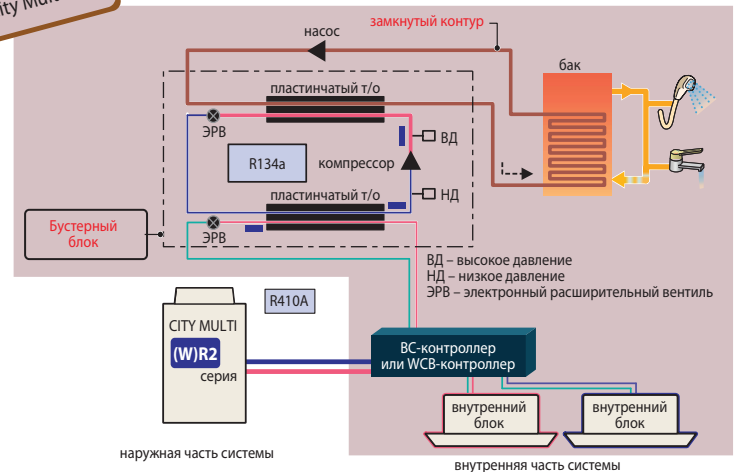 ity Mult
замкнутый контур
насос
бак
пластинчатый т/о
ЭРВ
ВД
R134a
компрессор
НД
пластинчатый т/о
ЭРВ
Бустерный
блок
ВД – высокое давление
НД – низкое давление
ЭРВ – электронный расширительный вентиль
R410A
CITY MULTI
(W)R2
серия
BC-контроллер
или WCB-контроллер
внутренний
блок
внутренний
блок
наружная часть системы
внутренняя часть системы